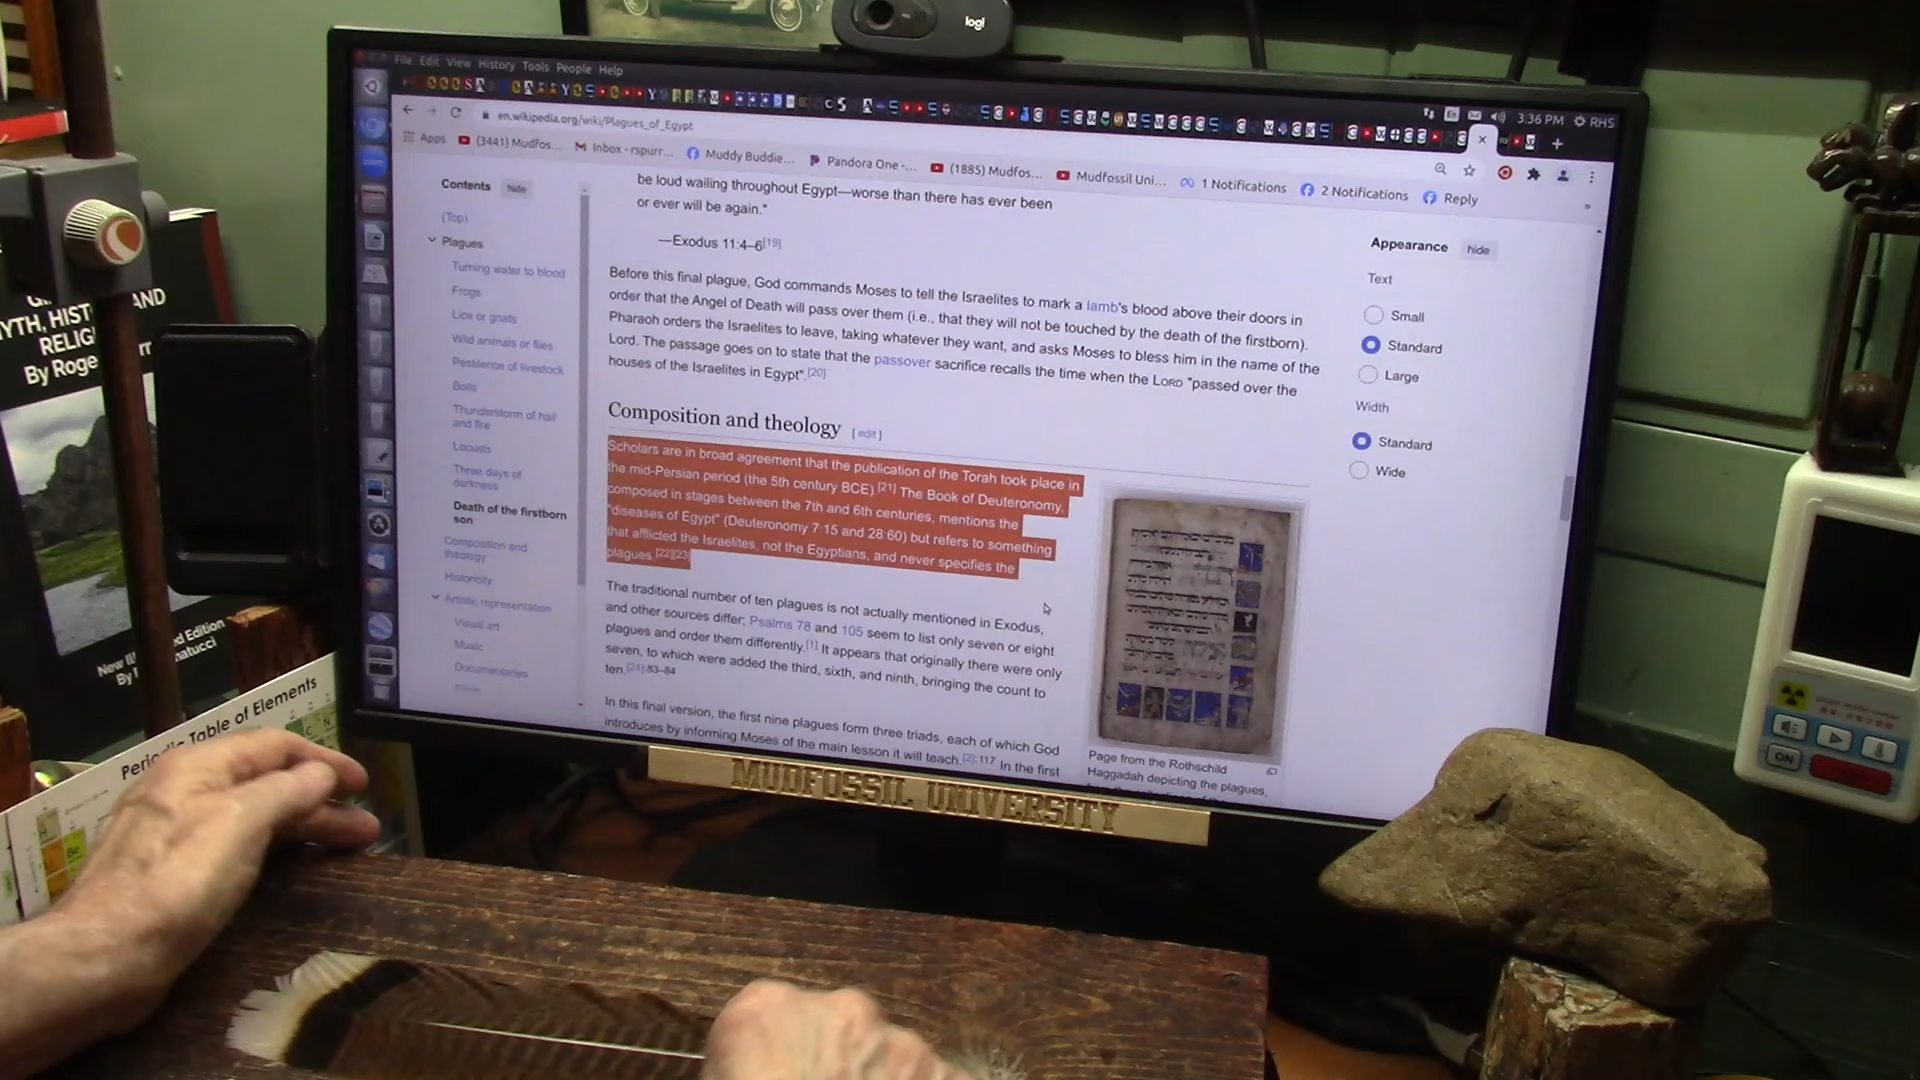 logi
File Edit View History Tools People Help
3:36 PM RHS
en.wikipedia.org/wiki/Plagues_of_Egypt
Apps (3441) Mudfos... Inbox - rspurr... Muddy Buddie... Pandora One -... (1885) Mudfos... Mudfossil Uni... 1 Notifications 2 Notifications Reply
Contents hide
(Top)
Plagues
Turning water to blood
Frogs
Lice or gnats
Wild animals or flies
Pestilence of livestock
Boils
Thunderstorm of hail
and fire
Locusts
Three days of
darkness
Death of the firstborn
son
Composition and
theology
Historicity
Artistic representation
Visual art
Music
Documentaries
be loud wailing throughout Egypt—worse than there has ever been
or ever will be again."
—Exodus 11:4–6[19]
Before this final plague, God commands Moses to tell the Israelites to mark a lamb's blood above their doors in
order that the Angel of Death will pass over them (i.e., that they will not be touched by the death of the firstborn).
Pharaoh orders the Israelites to leave, taking whatever they want, and asks Moses to bless him in the name of the
Lord. The passage goes on to state that the passover sacrifice recalls the time when the LORD "passed over the
houses of the Israelites in Egypt".[20]
Composition and theology [ edit ]
Scholars are in broad agreement that the publication of the Torah took place in
the mid-Persian period (the 5th century BCE).[21] The Book of Deuteronomy,
composed in stages between the 7th and 6th centuries, mentions the
"diseases of Egypt" (Deuteronomy 7:15 and 28:60) but refers to something
that afflicted the Israelites, not the Egyptians, and never specifies the
plagues.[22][23]
The traditional number of ten plagues is not actually mentioned in Exodus,
and other sources differ; Psalms 78 and 105 seem to list only seven or eight
plagues and order them differently.[1] It appears that originally there were only
seven, to which were added the third, sixth, and ninth, bringing the count to
ten.[24]:83–84
In this final version, the first nine plagues form three triads, each of which God
introduces by informing Moses of the main lesson it will teach.[2]:117 In the first
Page from the Rothschild
Haggadah depicting the plagues,
Appearance hide
Text
Small
Standard
Large
Width
Standard
Wide
MUDFOSSIL UNIVERSITY
AND
YTH, HIST
RELIG
By Roge
d Edition
New
By
natucci
Periodic Table of Elements
Be
C N
ON